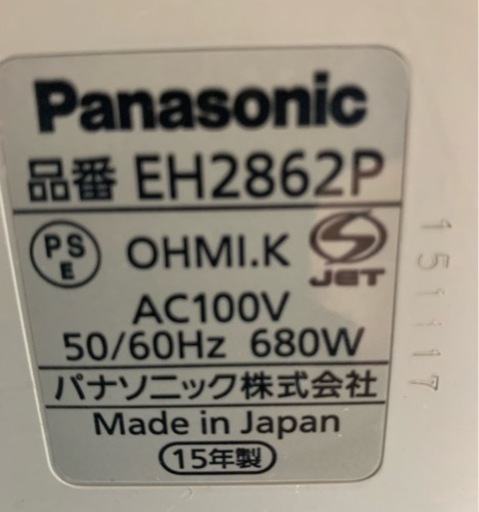 Panasonic
品番 EH2862P
PS
E
OHMI.K
JET
AC100V
50/60Hz 680W
パナソニック株式会社
Made in Japan
15年製
151117